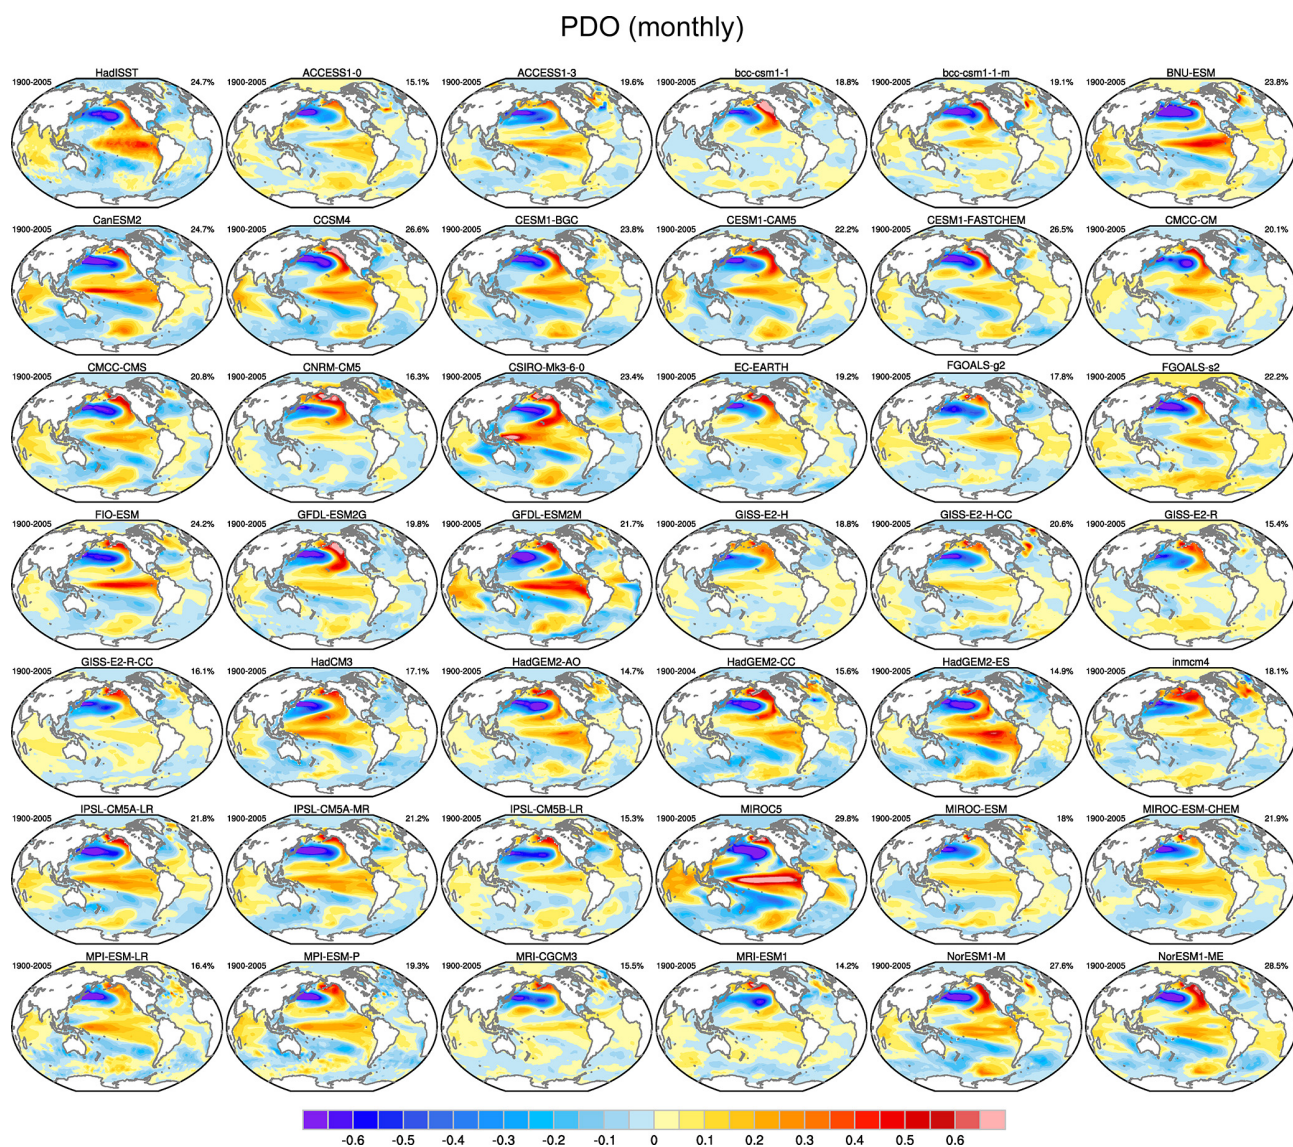 PDO (monthly)
HadISST ACCESS1-0 ACCESS1-3 bcc-csm1-1 bcc-csm1-1-m BNU-ESM
1900-2005 24.7% 1900-2005 15.1% 1900-2005 19.6% 1900-2005 18.8% 1900-2005 19.1% 1900-2005 23.8%
CanESM2 CCSM4 CESM1-BGC CESM1-CAM5 CESM1-FASTCHEM CMCC-CM
1900-2005 24.7% 1900-2005 26.6% 1900-2005 23.8% 1900-2005 22.2% 1900-2005 26.5% 1900-2005 20.1%
CMCC-CMS CNRM-CM5 CSIRO-Mk3-6-0 EC-EARTH FGOALS-g2 FGOALS-s2
1900-2005 20.8% 1900-2005 16.3% 1900-2005 23.4% 1900-2005 19.2% 1900-2005 17.8% 1900-2005 22.2%
FIO-ESM GFDL-ESM2G GFDL-ESM2M GISS-E2-H GISS-E2-H-CC GISS-E2-R
1900-2005 24.2% 1900-2005 19.8% 1900-2005 21.7% 1900-2005 18.8% 1900-2005 20.6% 1900-2005 15.4%
GISS-E2-R-CC HadCM3 HadGEM2-AO HadGEM2-CC HadGEM2-ES inmcm4
1900-2005 16.1% 1900-2005 17.1% 1900-2005 14.7% 1900-2004 15.6% 1900-2005 14.9% 1900-2005 18.1%
IPSL-CM5A-LR IPSL-CM5A-MR IPSL-CM5B-LR MIROC5 MIROC-ESM MIROC-ESM-CHEM
1900-2005 21.8% 1900-2005 21.2% 1900-2005 15.3% 1900-2005 29.8% 1900-2005 18% 1900-2005 21.9%
MPI-ESM-LR MPI-ESM-P MRI-CGCM3 MRI-ESM1 NorESM1-M NorESM1-ME
1900-2005 16.4% 1900-2005 19.3% 1900-2005 15.5% 1900-2005 14.2% 1900-2005 27.6% 1900-2005 28.5%
-0.6 -0.5 -0.4 -0.3 -0.2 -0.1 0 0.1 0.2 0.3 0.4 0.5 0.6